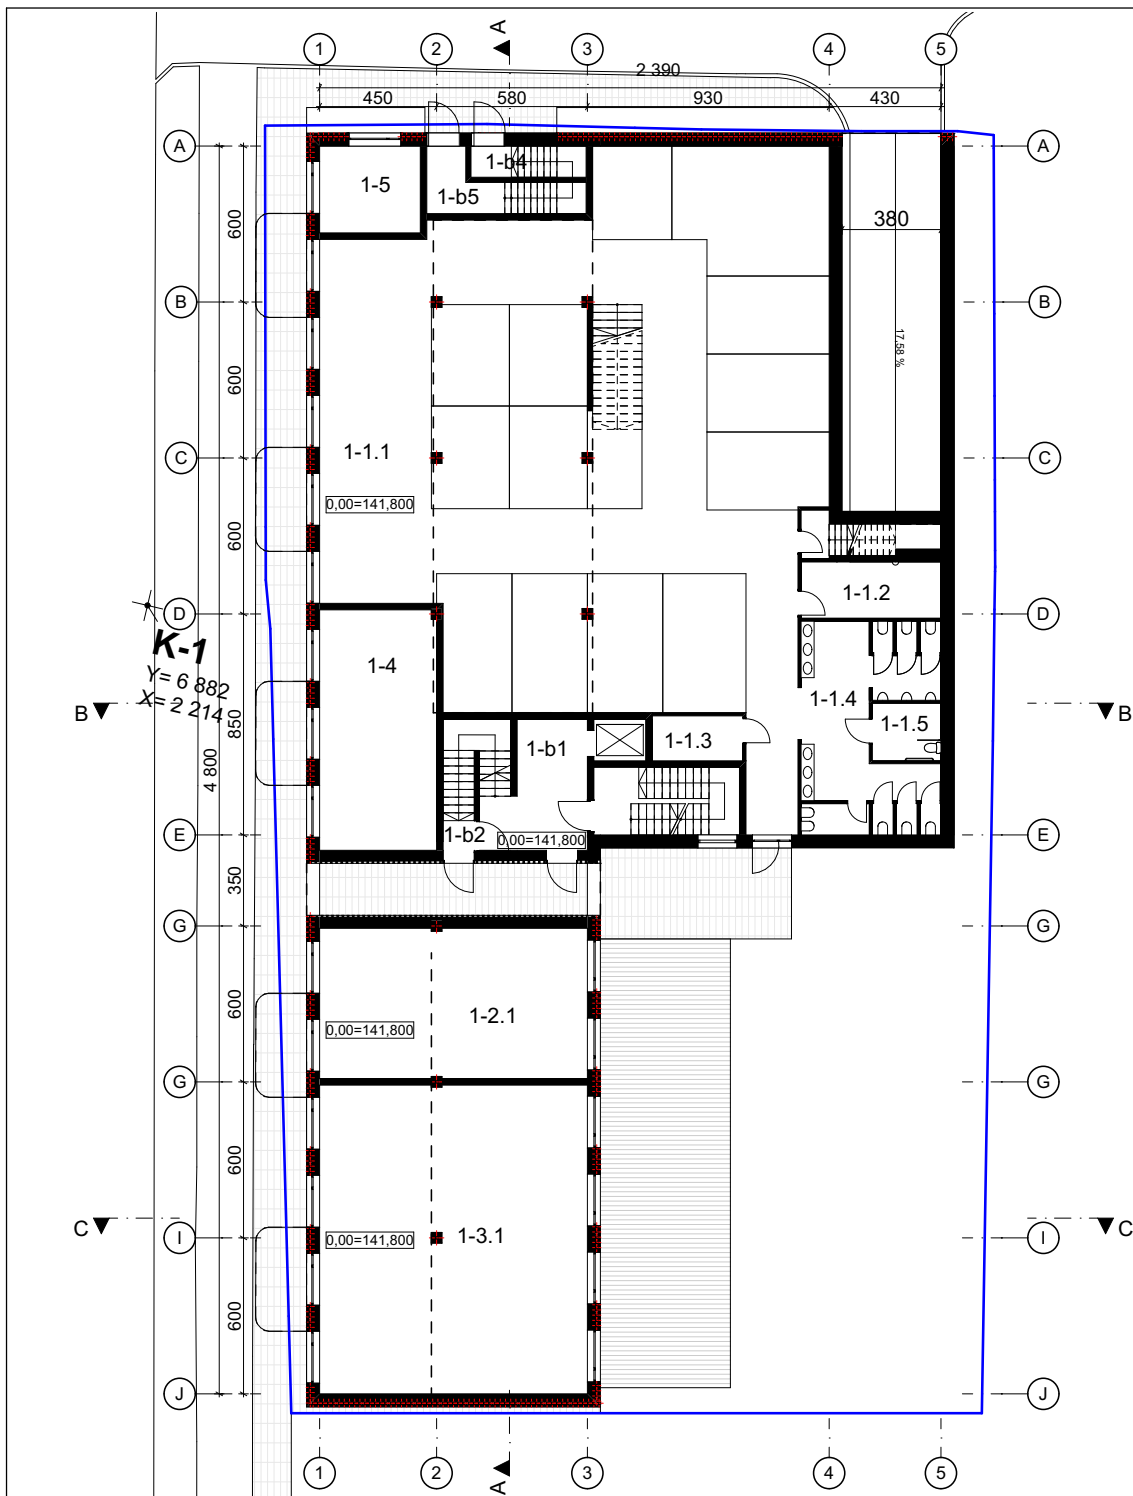 A
1 2 3 4 5
2 390
450 580 930 430
A A
1-b4
1-5
1-b5
380
600
B B
17.58 %
600
1-1.1
C C
0,00=141,800
600
1-1.2
D D
K-1
Y= 6 882
X= 2 214
1-4
1-1.4
B B
850
1-b1
1-1.3
1-1.5
4 800
1-b2
0,00=141,800
E E
350
G G
600
1-2.1
0,00=141,800
G G
600
C C
1-3.1
0,00=141,800
I I
600
J J
1 2 3 4 5
A